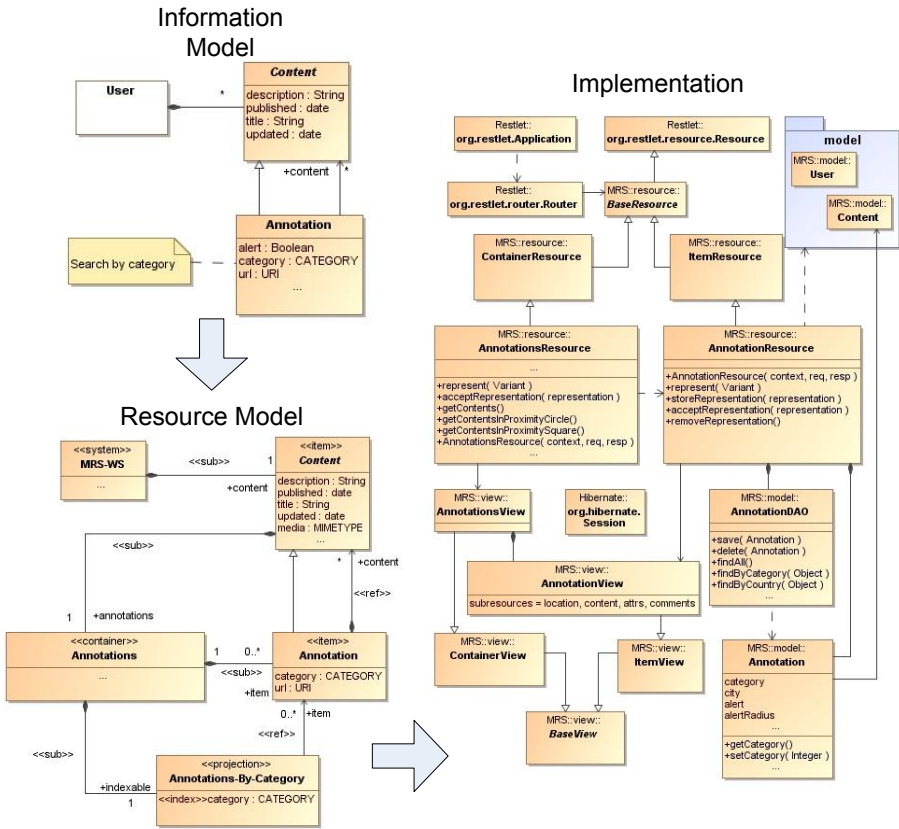 Information
Model
User
*
Content
description : String
published : date
title : String
updated : date
+content
*
Annotation
alert : Boolean
category : CATEGORY
url : URI
...
Search by category
Resource Model
<<system>>
MRS-WS
...
<<sub>>
1
+content
<<item>>
Content
description : String
published : date
title : String
updated : date
media : MIMETYPE
...
<<sub>>
*
+content
<<ref>>
1
+annotations
<<container>>
Annotations
...
1
0..*
<<sub>>
+item
<<item>>
Annotation
category : CATEGORY
url : URI
0..*
+item
<<ref>>
<<sub>>
+indexable
1
<<projection>>
Annotations-By-Category
<<index>>category : CATEGORY
Implementation
Restlet::
org.restlet.Application
Restlet::
org.restlet.resource.Resource
Restlet::
org.restlet.router.Router
MRS::resource::
BaseResource
model
MRS::model::
User
MRS::model::
Content
MRS::resource::
ContainerResource
MRS::resource::
ItemResource
MRS::resource::
AnnotationsResource
...
+represent( Variant )
+acceptRepresentation( representation )
+getContents()
+getContentsInProximityCircle()
+getContentsInProximitySquare()
+AnnotationsResource( context, req, resp )
...
MRS::resource::
AnnotationResource
+AnnotationResource( context, req, resp )
+represent( Variant )
+storeRepresentation( representation )
+acceptRepresentation( representation )
+removeRepresentation()
MRS::view::
AnnotationsView
Hibernate::
org.hibernate.
Session
MRS::model::
AnnotationDAO
+save( Annotation )
+delete( Annotation )
+findAll()
+findByCategory( Object )
+findByCountry( Object )
...
MRS::view::
AnnotationView
subresources = location, content, attrs, comments
MRS::view::
ContainerView
MRS::view::
ItemView
MRS::view::
BaseView
MRS::model::
Annotation
category
city
alert
alertRadius
...
+getCategory()
+setCategory( Integer )
...